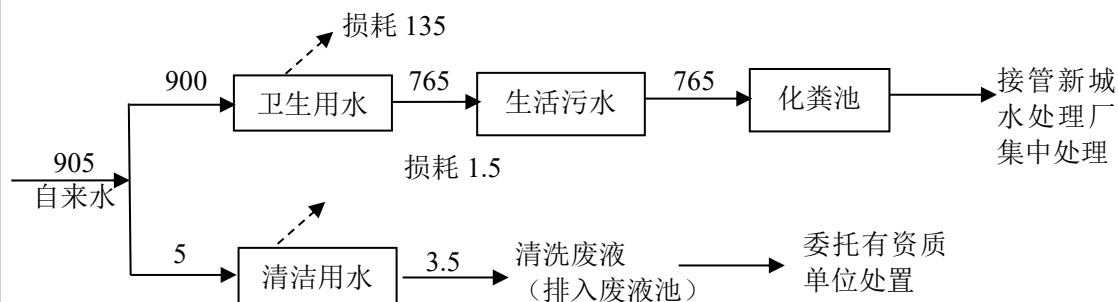 损耗 135
900
卫生用水
765
生活污水
765
化粪池
接管新城
水处理厂
集中处理
905
自来水
损耗 1.5
5
清洁用水
3.5
清洗废液
（排入废液池）
委托有资质
单位处置